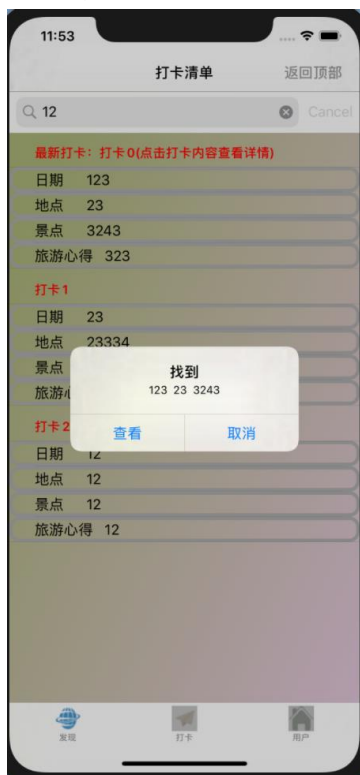 11:53
打卡清单
返回顶部
12
Cancel
最新打卡：打卡0(点击打卡内容查看详情)
日期 123
地点 23
景点 3243
旅游心得 323
打卡1
日期 23
地点 23334
景点
旅游
找到
123 23 3243
查看
取消
打卡2
日期 12
地点 12
景点 12
旅游心得 12
发现
打卡
用户